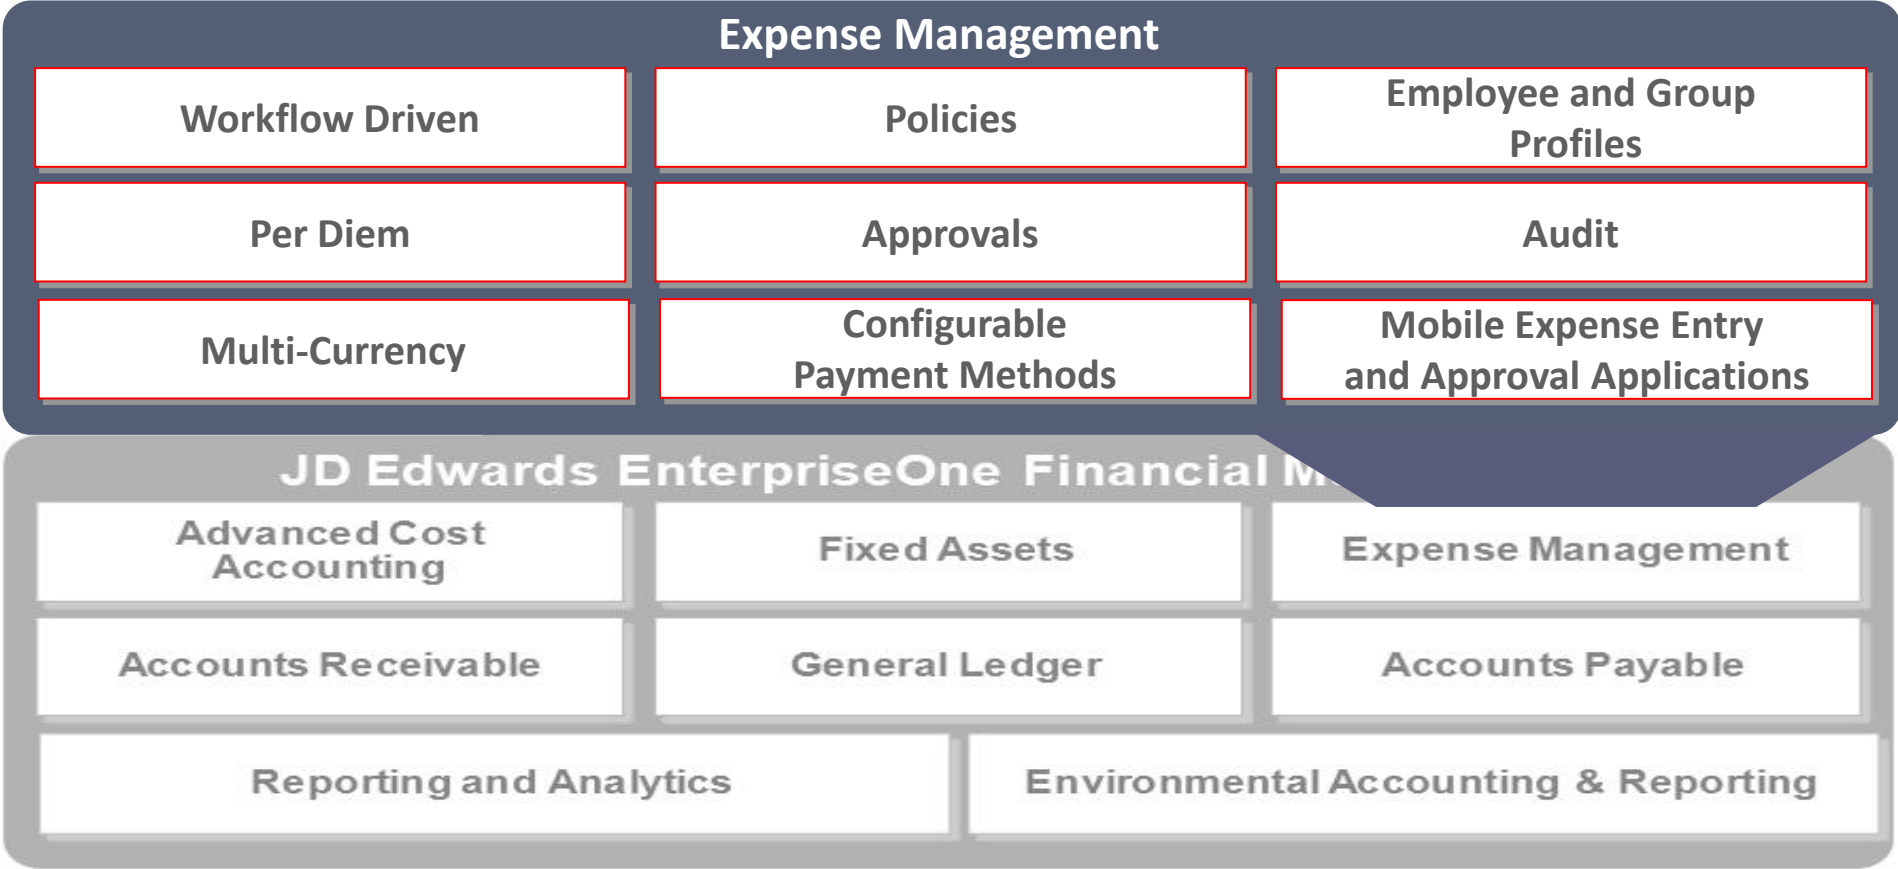 Expense Management
Workflow Driven
Policies
Employee and Group
Profiles
Per Diem
Approvals
Audit
Multi-Currency
Configurable
Payment Methods
Mobile Expense Entry
and Approval Applications
JD Edwards EnterpriseOne Financial
Advanced Cost
Accounting
Fixed Assets
Expense Management
Accounts Receivable
General Ledger
Accounts Payable
Reporting and Analytics
Environmental Accounting & Reporting